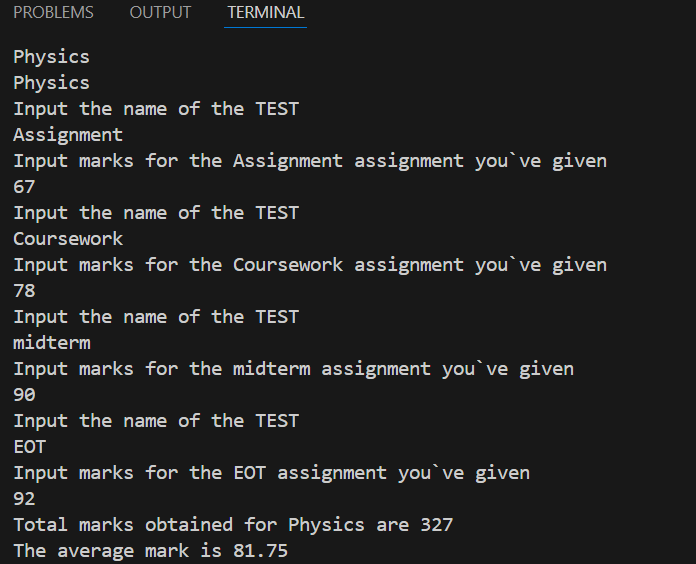 PROBLEMS OUTPUT TERMINAL
Physics
Physics
Input the name of the TEST
Assignment
Input marks for the Assignment assignment you`ve given
67
Input the name of the TEST
Coursework
Input marks for the Coursework assignment you`ve given
78
Input the name of the TEST
midterm
Input marks for the midterm assignment you`ve given
90
Input the name of the TEST
EOT
Input marks for the EOT assignment you`ve given
92
Total marks obtained for Physics are 327
The average mark is 81.75